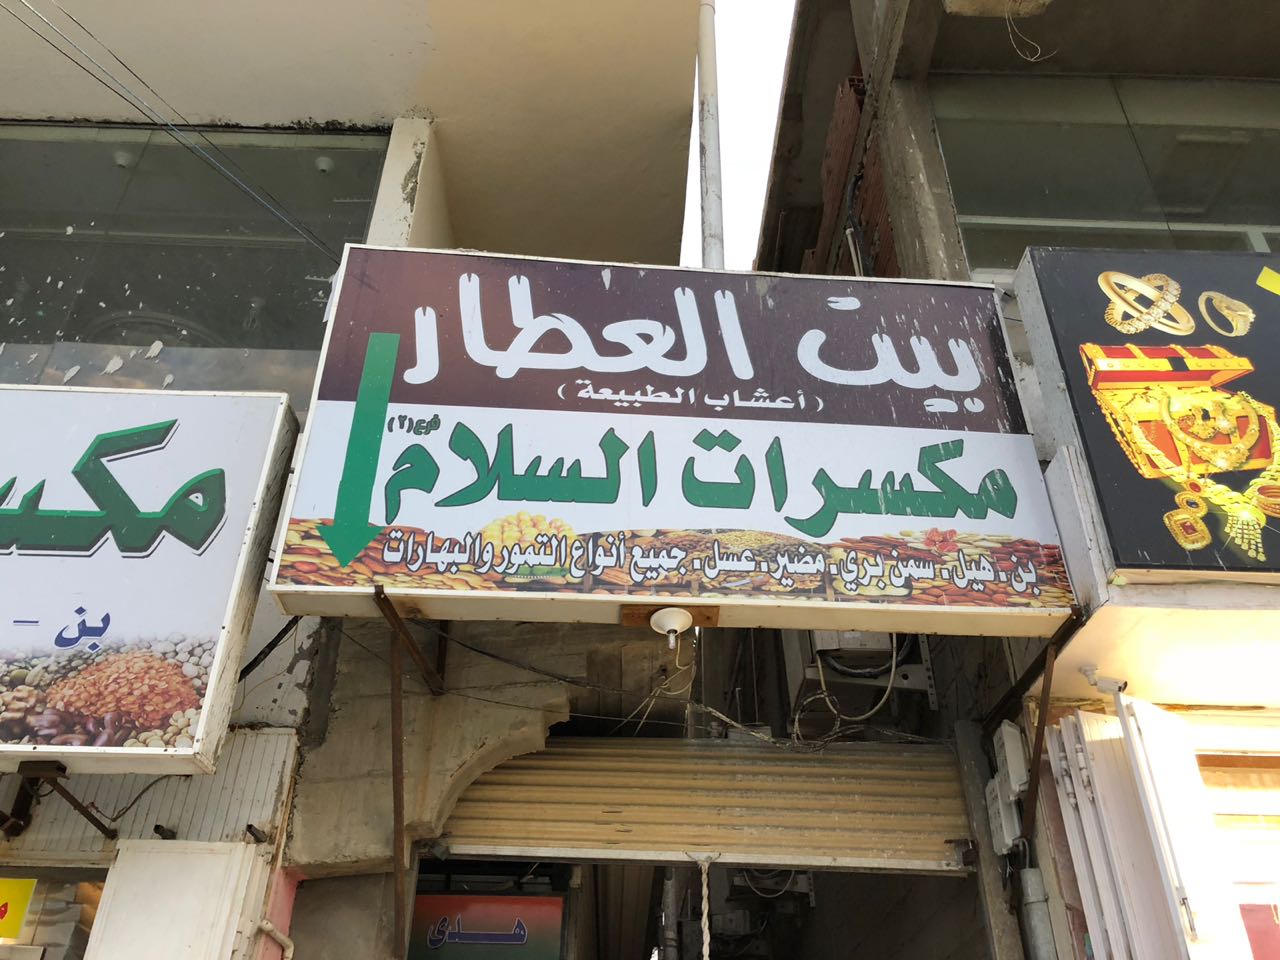 بيت العطار
(أعشاب الطبيعة)
مكسرات السلام فرع (٢)
بن . هيل . سمن بري . مضير . عسل . جميع أنواع التمور والبهارات
بن -
هدى